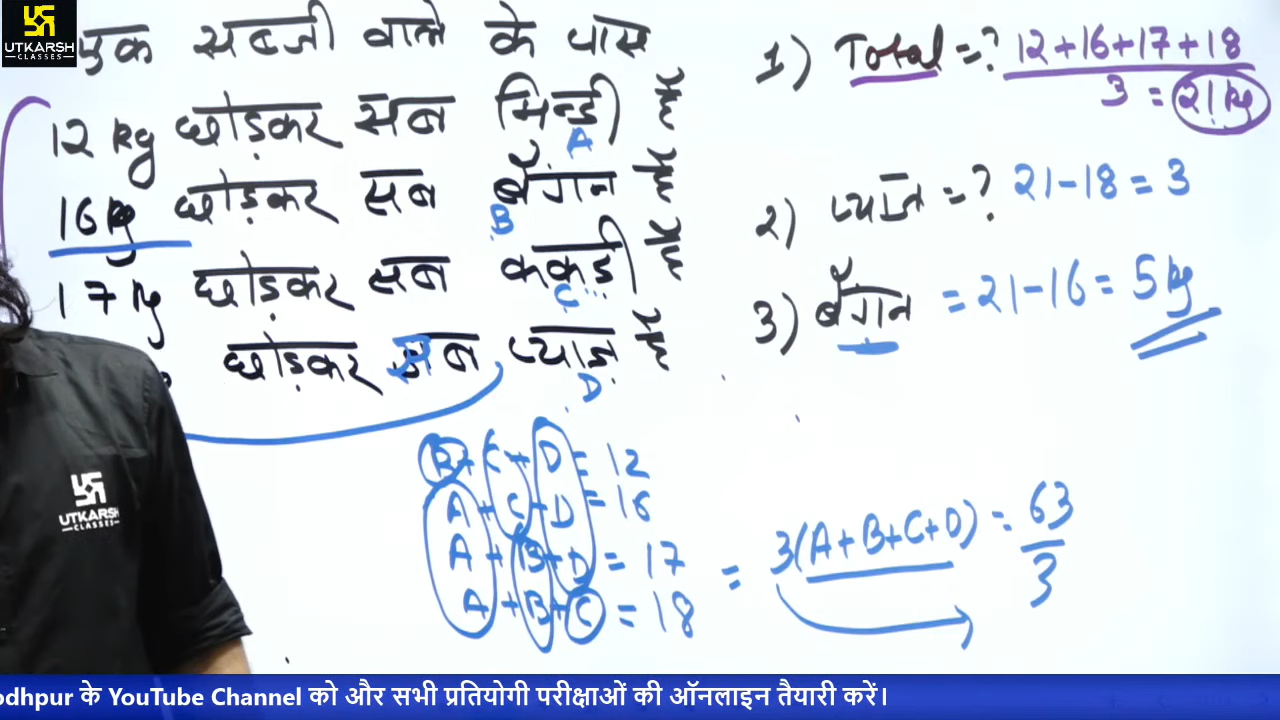 UTKARSH
CLASSES
एक सब्जी वाले के पास
12 kg छोड़कर सब भिन्डी है
A
16 kg छोड़कर सब बैंगन है
B
17 kg छोड़कर सब ककड़ी है
C
छोड़कर सब प्याज है
D
1) Total = ? 12+16+17+18
3 = 21 kg
2) प्याज = ? 21-18 = 3
3) बैंगन = 21-16 = 5 kg
B+C+D = 12
A+C+D = 16
A+B+D = 17
A+B+C = 18
= 3(A+B+C+D) = 63
3
UTKARSH
CLASSES
odhpur के YouTube Channel को और सभी प्रतियोगी परीक्षाओं की ऑनलाइन तैयारी करें।